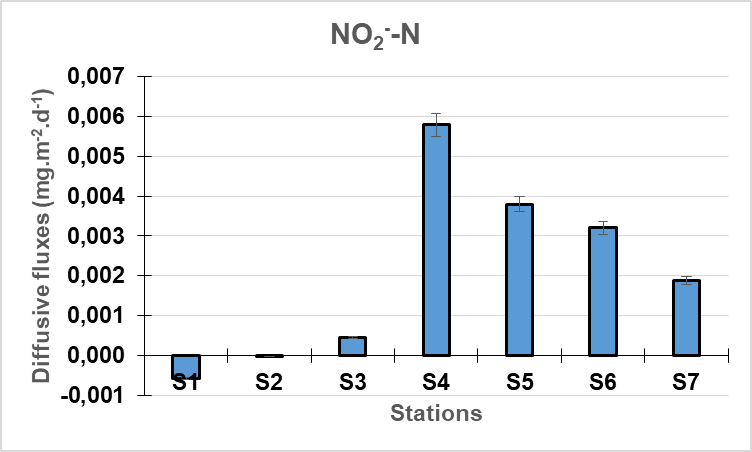 NO₂⁻-N
Diffusive fluxes (mg.m⁻².d⁻¹)
0,007
0,006
0,005
0,004
0,003
0,002
0,001
0,000
-0,001
S1 S2 S3 S4 S5 S6 S7
Stations